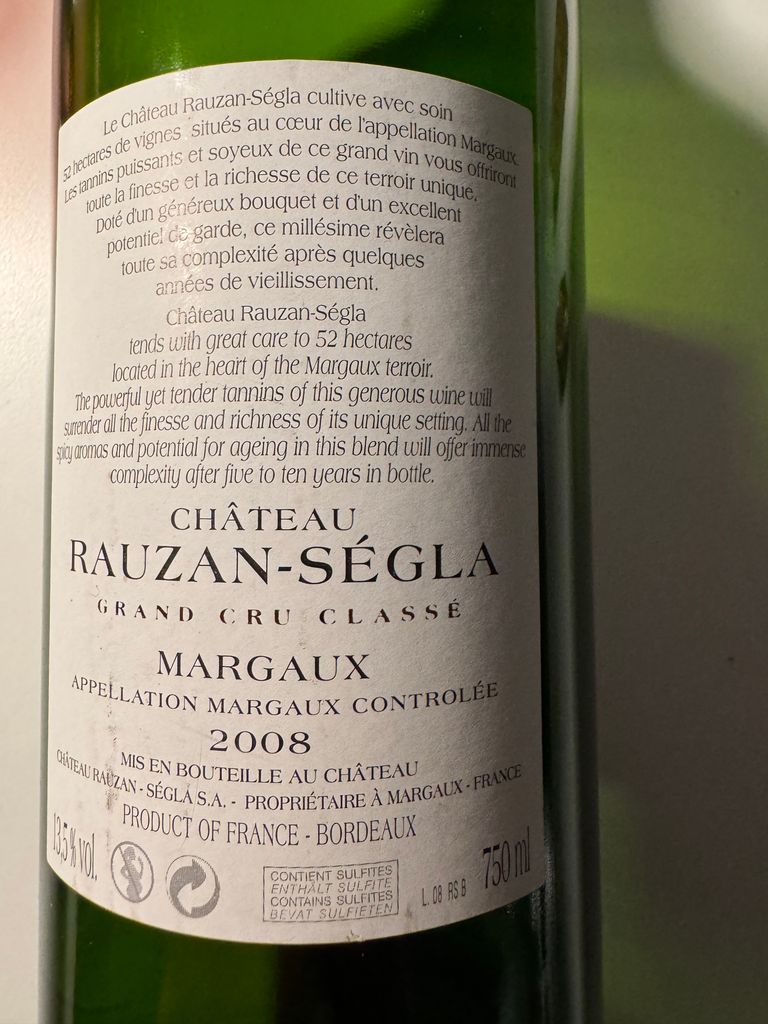 Le Château Rauzan-Ségla cultive avec soin
52 hectares de vignes, situés au cœur de l'appellation Margaux.
Les tannins puissants et soyeux de ce grand vin vous offriront
toute la finesse et la richesse de ce terroir unique.
Doté d'un généreux bouquet et d'un excellent
potentiel de garde, ce millésime révèlera
toute sa complexité après quelques
années de vieillissement.
Château Rauzan-Ségla
tends with great care to 52 hectares
located in the heart of the Margaux terroir.
The powerful yet tender tannins of this generous wine will
surrender all the finesse and richness of its unique setting. All the
spicy aromas and potential for ageing in this blend will offer immense
complexity after five to ten years in bottle.
CHÂTEAU
RAUZAN-SÉGLA
GRAND CRU CLASSÉ
MARGAUX
APPELLATION MARGAUX CONTROLÉE
2008
MIS EN BOUTEILLE AU CHÂTEAU
CHÂTEAU RAUZAN - SÉGLA S.A. - PROPRIÉTAIRE À MARGAUX - FRANCE
PRODUCT OF FRANCE - BORDEAUX
13,5 % vol.
CONTIENT SULFITES
ENTHÄLT SULFITE
CONTAINS SULFITES
BEVAT SULFIETEN
L.08 RS B
750 ml